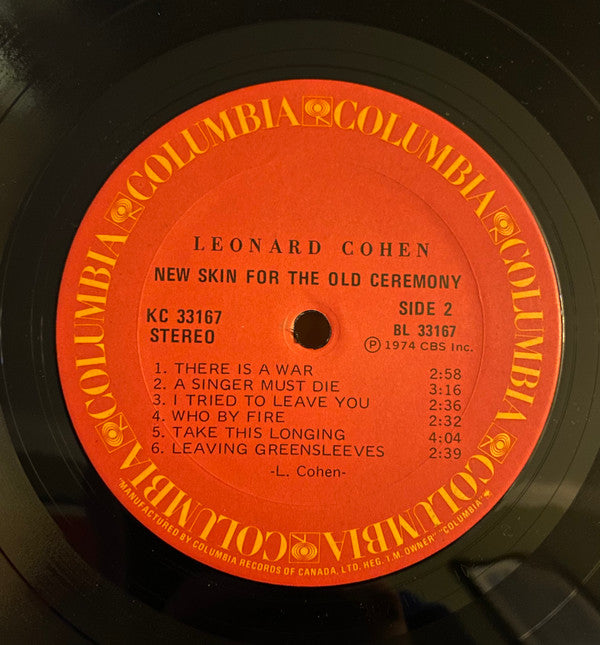 COLUMBIA COLUMBIA COLUMBIA COLUMBIA COLUMBIA COLUMBIA COLUMBIA
LEONARD COHEN
NEW SKIN FOR THE OLD CEREMONY
KC 33167
STEREO
SIDE 2
BL 33167
Ⓟ 1974 CBS Inc.
1. THERE IS A WAR 2:58
2. A SINGER MUST DIE 3:16
3. I TRIED TO LEAVE YOU 2:36
4. WHO BY FIRE 2:32
5. TAKE THIS LONGING 4:04
6. LEAVING GREENSLEEVES 2:39
-L. Cohen-
"MANUFACTURED BY COLUMBIA RECORDS OF CANADA, LTD. HEG. T.M. OWNER" "COLUMBIA"